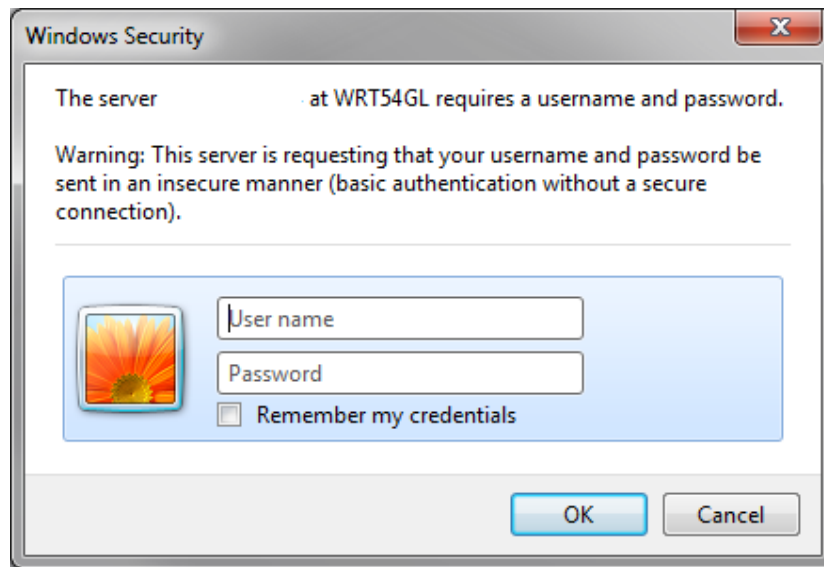 Windows Security
The server at WRT54GL requires a username and password.
Warning: This server is requesting that your username and password be
sent in an insecure manner (basic authentication without a secure
connection).
User name
Password
Remember my credentials
OK Cancel